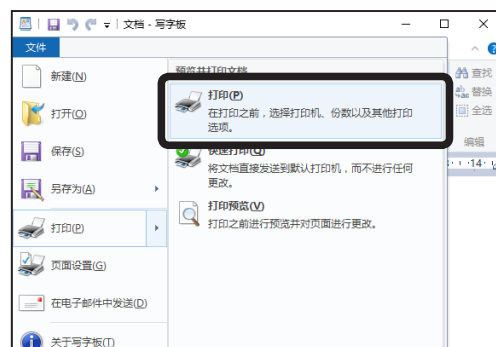 文档 - 写字板
文件
新建(N)
打开(O)
保存(S)
另存为(A)
打印(P)
页面设置(G)
在电子邮件中发送(D)
关于写字板(T)
预览并打印文档
打印(P)
在打印之前，选择打印机、份数以及其他打印
选项。
快速打印(Q)
将文档直接发送到默认打印机，而不进行任何
更改。
打印预览(V)
打印之前进行预览并对页面进行更改。
查找
替换
全选
编辑
14